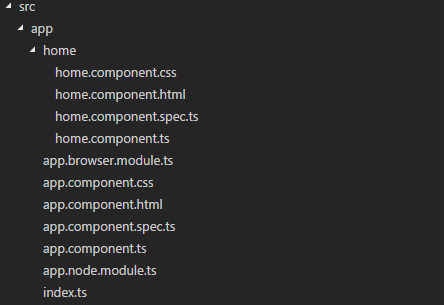 src
app
home
home.component.css
home.component.html
home.component.spec.ts
home.component.ts
app.browser.module.ts
app.component.css
app.component.html
app.component.spec.ts
app.component.ts
app.node.module.ts
index.ts